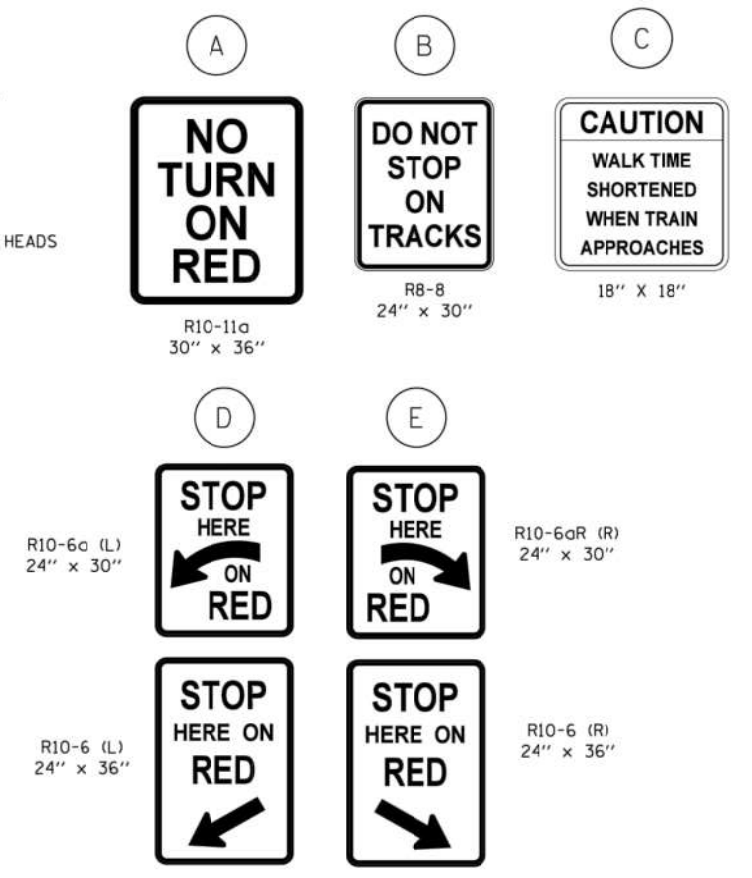 A
B
C
NO
TURN
ON
RED
DO NOT
STOP
ON
TRACKS
CAUTION
WALK TIME
SHORTENED
WHEN TRAIN
APPROACHES
HEADS
R10-11a
30'' x 36''
R8-8
24'' x 30''
18'' X 18''
D
E
STOP
HERE
ON
RED
STOP
HERE
ON
RED
R10-6a (L)
24'' x 30''
R10-6aR (R)
24'' x 30''
STOP
HERE ON
RED
STOP
HERE ON
RED
R10-6 (L)
24'' x 36''
R10-6 (R)
24'' x 36''